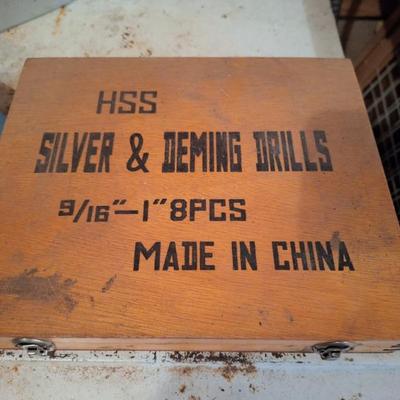 HSS
SILVER & DEMING DRILLS
9/16"-1" 8PCS
MADE IN CHINA